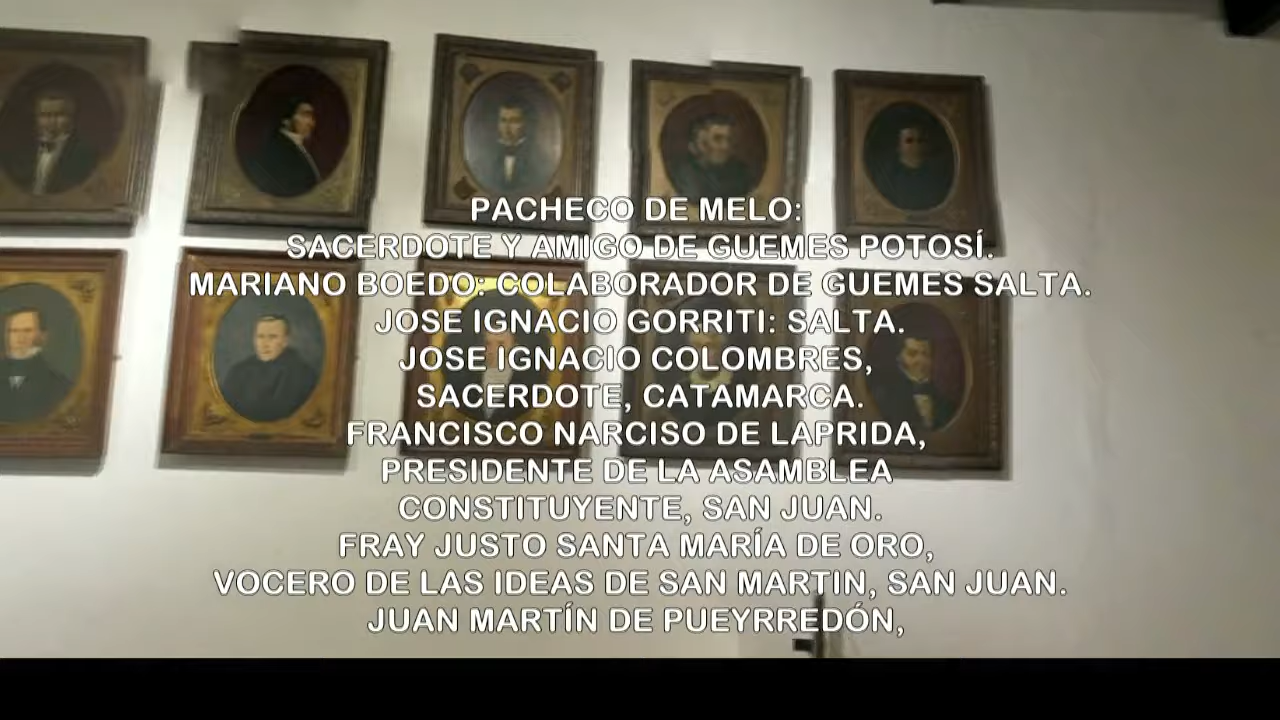 PACHECO DE MELO:
SACERDOTE Y AMIGO DE GUEMES POTOSÍ.
MARIANO BOEDO: COLABORADOR DE GUEMES SALTA.
JOSE IGNACIO GORRITI: SALTA.
JOSE IGNACIO COLOMBRES,
SACERDOTE, CATAMARCA.
FRANCISCO NARCISO DE LAPRIDA,
PRESIDENTE DE LA ASAMBLEA
CONSTITUYENTE, SAN JUAN.
FRAY JUSTO SANTA MARÍA DE ORO,
VOCERO DE LAS IDEAS DE SAN MARTIN, SAN JUAN.
JUAN MARTÍN DE PUEYRREDÓN,